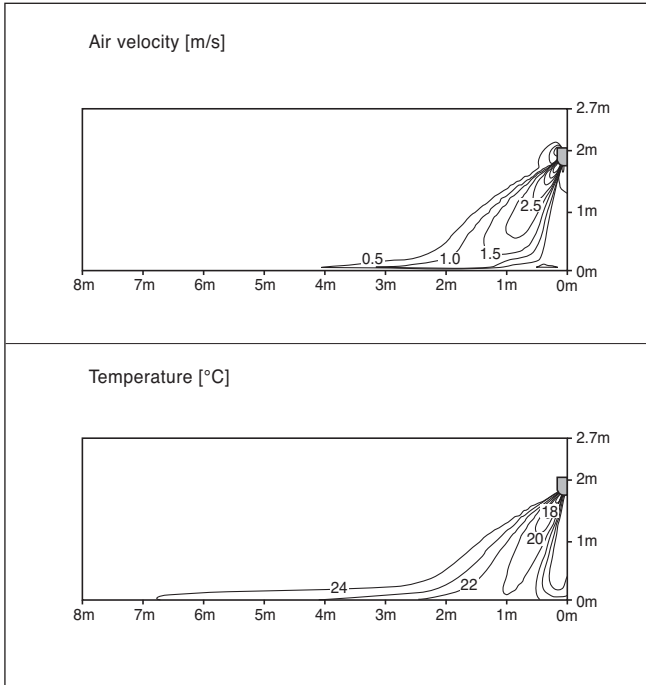 Air velocity [m/s]
2.7m
2m
2.5
1m
0.5
1.0
1.5
0m
8m 7m 6m 5m 4m 3m 2m 1m 0m
Temperature [°C]
2.7m
2m
18
20
1m
24
22
0m
8m 7m 6m 5m 4m 3m 2m 1m 0m